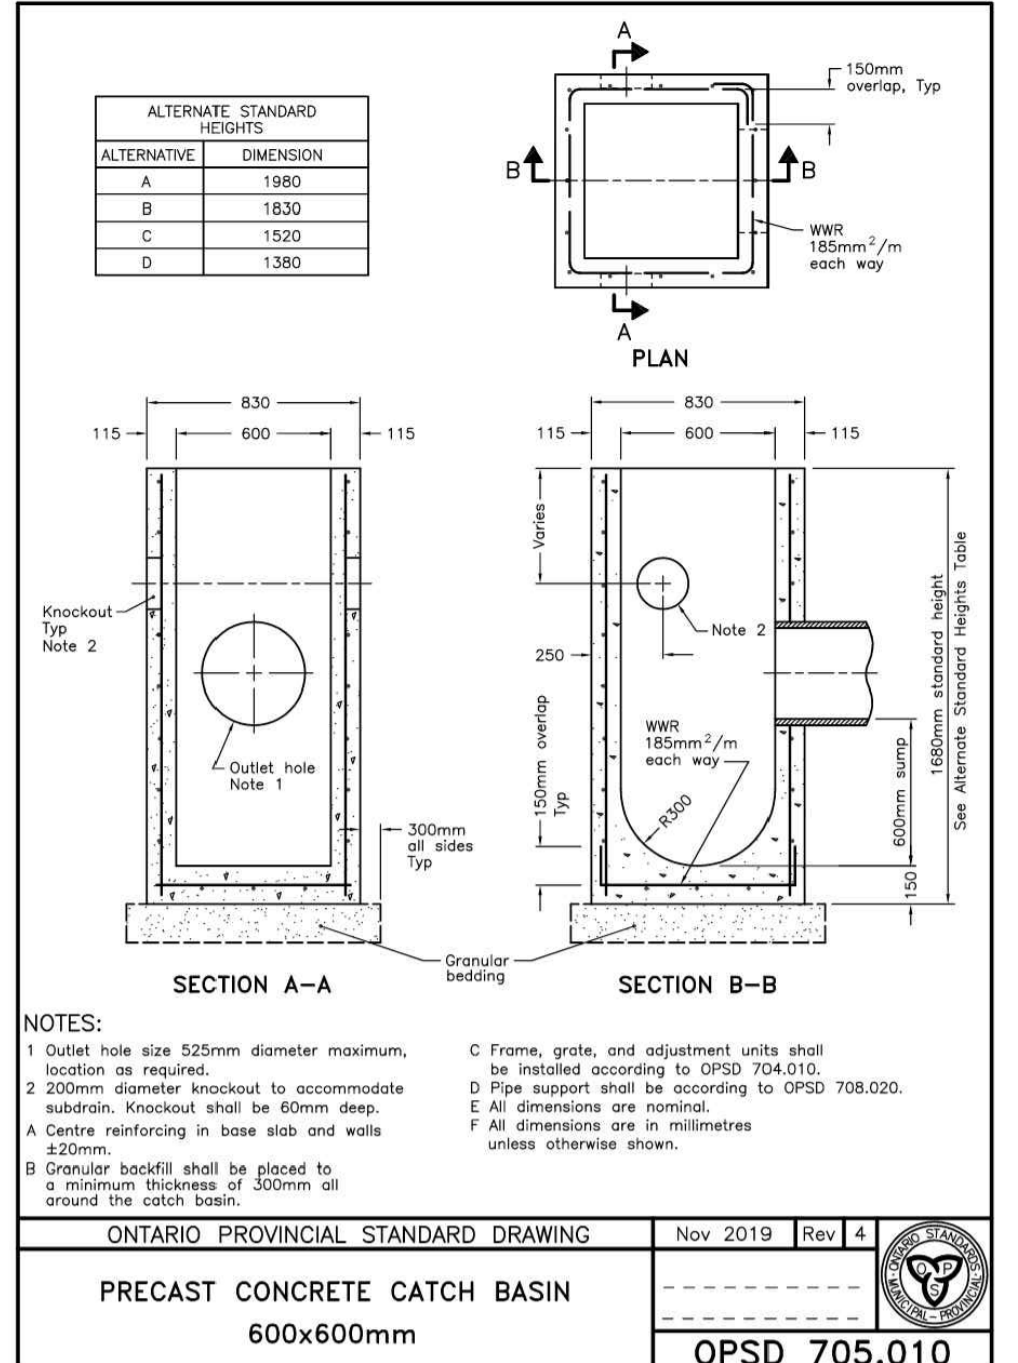 ALTERNATE STANDARD
HEIGHTS
ALTERNATIVE DIMENSION
A 1980
B 1830
C 1520
D 1380
A
150mm
overlap, Typ
B
B
WWR
185mm²/m
each way
A
PLAN
830
115 600 115
Knockout
Typ
Note 2
Outlet hole
Note 1
300mm
all sides
Typ
SECTION A-A
830
115 600 115
Varies
Note 2
250
150mm overlap
Typ
WWR
185mm²/m
each way
R300
600mm sump
150
1680mm standard height
See Alternate Standard Heights Table
Granular
bedding
SECTION B-B
NOTES:
1 Outlet hole size 525mm diameter maximum,
location as required.
2 200mm diameter knockout to accommodate
subdrain. Knockout shall be 60mm deep.
A Centre reinforcing in base slab and walls
±20mm.
B Granular backfill shall be placed to
a minimum thickness of 300mm all
around the catch basin.
C Frame, grate, and adjustment units shall
be installed according to OPSD 704.010.
D Pipe support shall be according to OPSD 708.020.
E All dimensions are nominal.
F All dimensions are in millimetres
unless otherwise shown.
ONTARIO PROVINCIAL STANDARD DRAWING
Nov 2019 Rev 4
PRECAST CONCRETE CATCH BASIN
600x600mm
ONTARIO STANDARDS
MUNICIPAL - PROVINCIAL
O P
S
OPSD 705.010